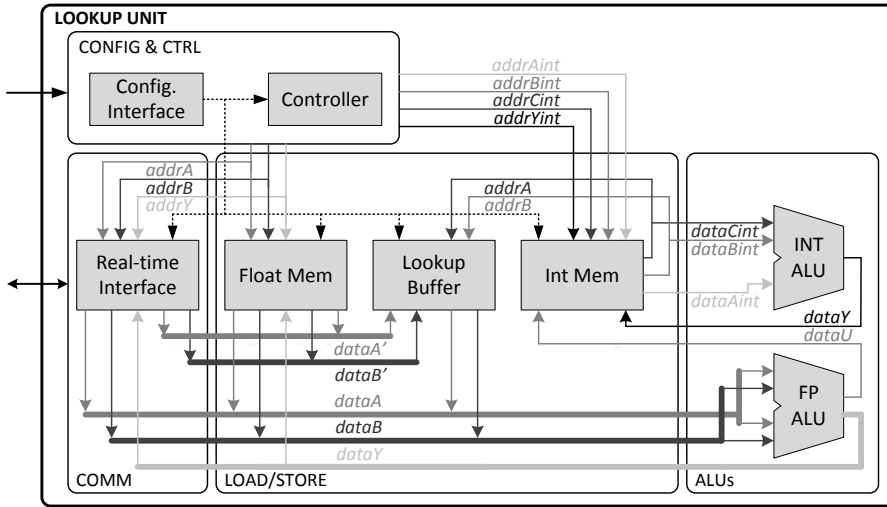 LOOKUP UNIT
CONFIG & CTRL
Config.
Interface
Controller
addrAint
addrBint
addrCint
addrYint
addrA
addrB
addrY
addrA
addrB
Real-time
Interface
Float Mem
Lookup
Buffer
Int Mem
dataCint
dataBint
dataAint
INT
ALU
dataY
dataU
dataA’
dataB’
dataA
dataB
dataY
FP
ALU
COMM
LOAD/STORE
ALUs